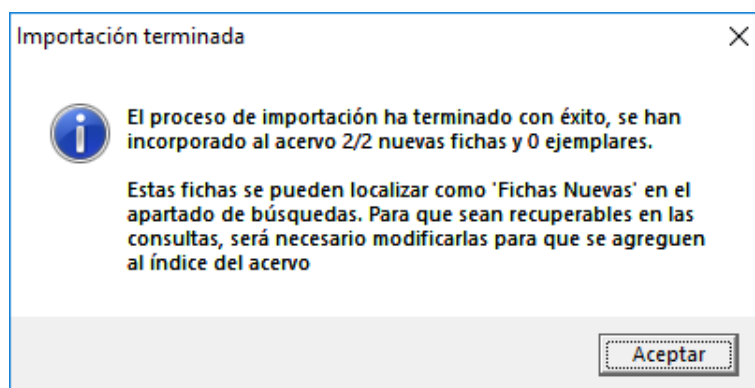 Importación terminada
El proceso de importación ha terminado con éxito, se han
incorporado al acervo 2/2 nuevas fichas y 0 ejemplares.
Estas fichas se pueden localizar como 'Fichas Nuevas' en el
apartado de búsquedas. Para que sean recuperables en las
consultas, será necesario modificarlas para que se agreguen
al índice del acervo
Aceptar